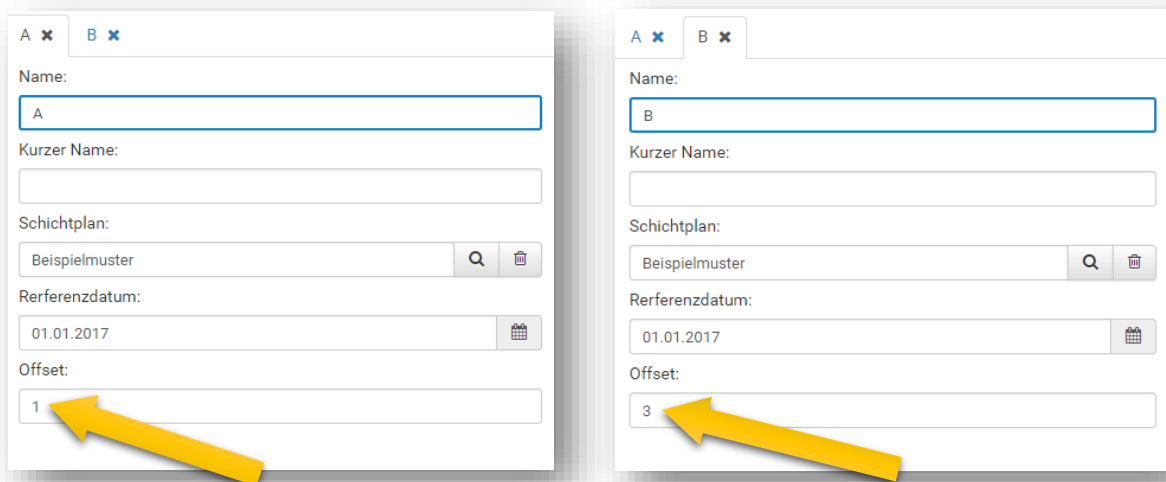 A ✖ B ✖
Name:
A
Kurzer Name:
Schichtplan:
Beispielmuster
Rerferenzdatum:
01.01.2017
Offset:
1
A ✖ B ✖
Name:
B
Kurzer Name:
Schichtplan:
Beispielmuster
Rerferenzdatum:
01.01.2017
Offset:
3